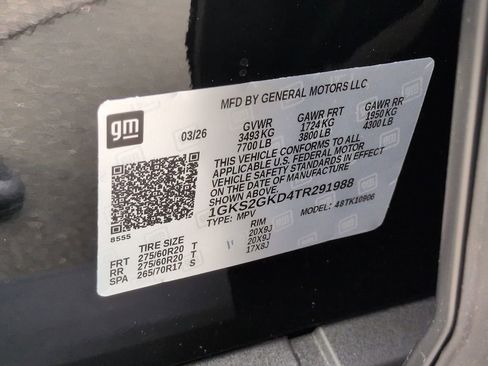 MFD BY GENERAL MOTORS LLC
gm
03/26
GVWR GAWR FRT GAWR RR
3493 KG 1724 KG 1950 KG
7700 LB 3800 LB 4300 LB
THIS VEHICLE CONFORMS TO ALL
APPLICABLE U.S. FEDERAL MOTOR
VEHICLE SAFETY STANDARDS IN EFFECT
ON THE DATE OF MANUFACTURE
SHOWN ABOVE.
1GKS2GKD4TR291988
TYPE: MPV MODEL: 48TK10906
8555
TIRE SIZE RIM
FRT 275/60R20 T 20X9J
RR 275/60R20 T 20X9J
SPA 265/70R17 S 17X8J